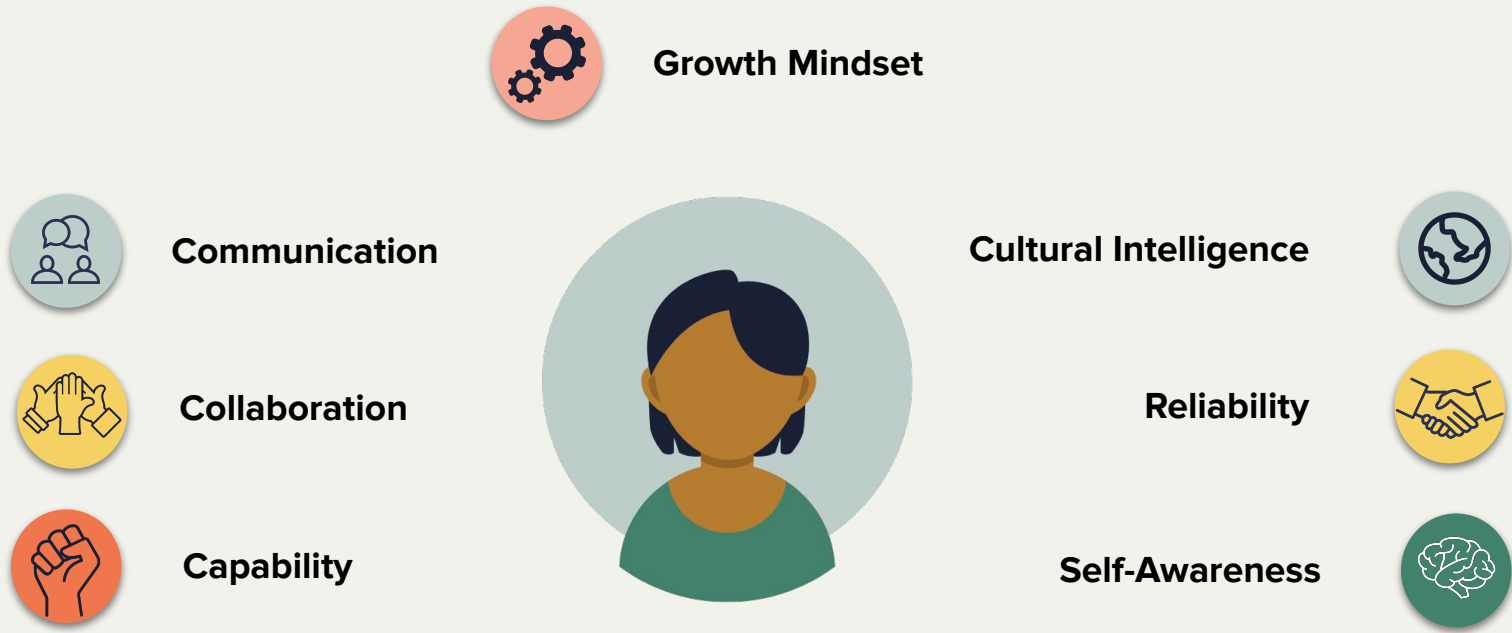 Growth Mindset
Communication
Collaboration
Capability
Cultural Intelligence
Reliability
Self-Awareness